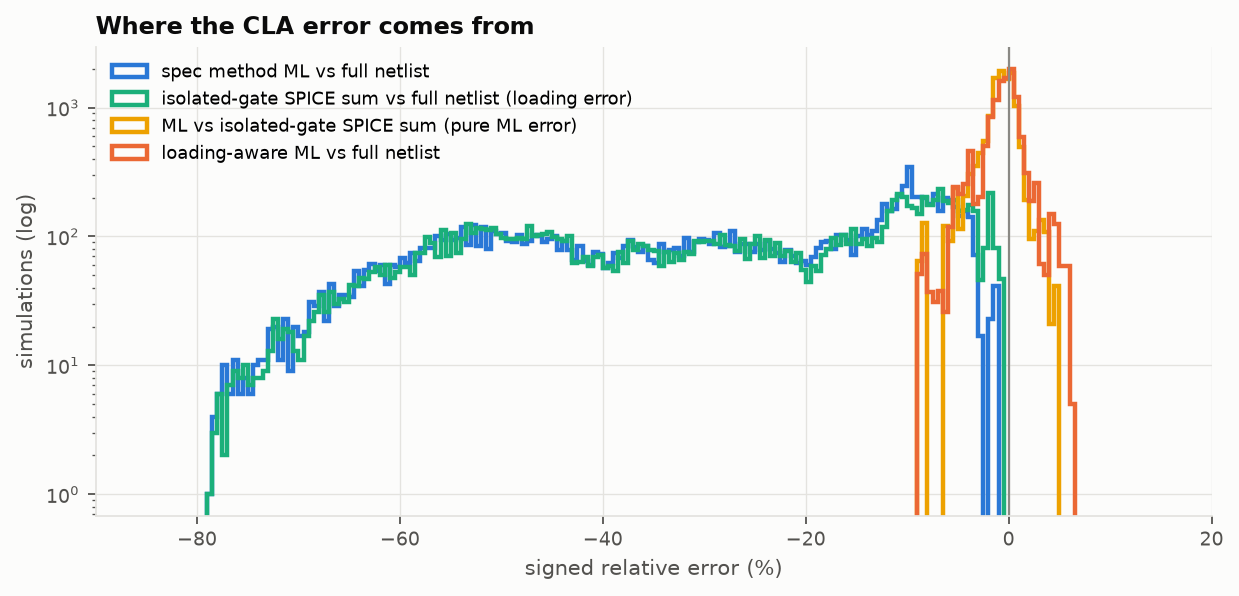 Where the CLA error comes from
spec method ML vs full netlist
isolated-gate SPICE sum vs full netlist (loading error)
ML vs isolated-gate SPICE sum (pure ML error)
loading-aware ML vs full netlist
simulations (log)
10³
10²
10¹
10⁰
−80 −60 −40 −20 0 20
signed relative error (%)